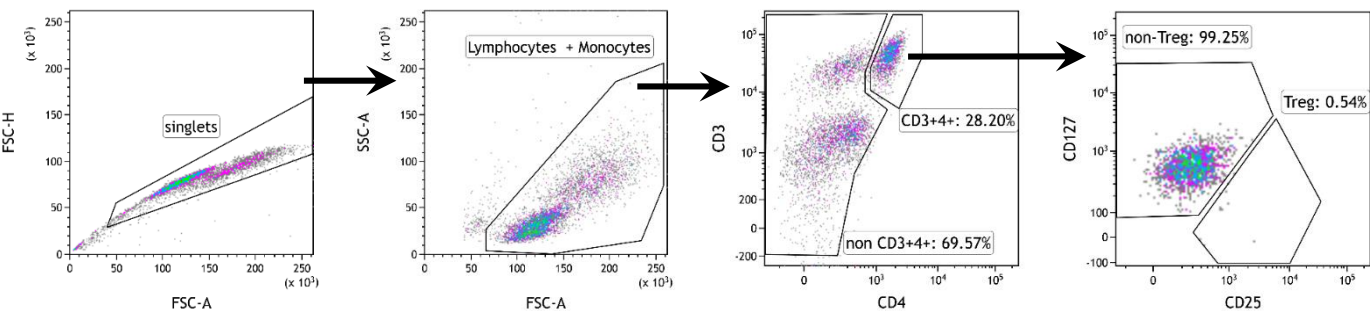 250
200
150
100
50
0
(x 10³)
FSC-H
singlets
0
50
100
150
200
250
(x 10³)
FSC-A
250
200
150
100
50
0
(x 10³)
SSC-A
Lymphocytes + Monocytes
0
50
100
150
200
250
(x 10³)
FSC-A
10⁵
10⁴
10³
200
0
-200
CD3
CD3+4+: 28.20%
non CD3+4+: 69.57%
0
10³
10⁴
10⁵
CD4
10⁵
10⁴
10³
100
0
-100
CD127
non-Treg: 99.25%
Treg: 0.54%
0
10³
10⁴
10⁵
CD25